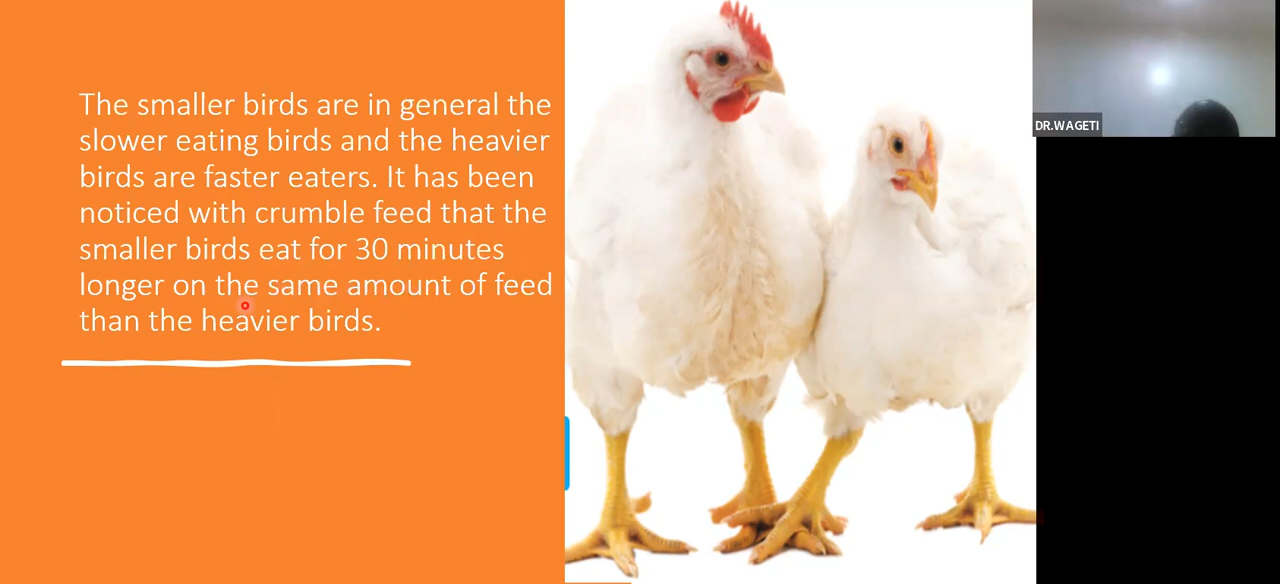 The smaller birds are in general the
slower eating birds and the heavier
birds are faster eaters. It has been
noticed with crumble feed that the
smaller birds eat for 30 minutes
longer on the same amount of feed
than the heavier birds.
DR.WAGETI